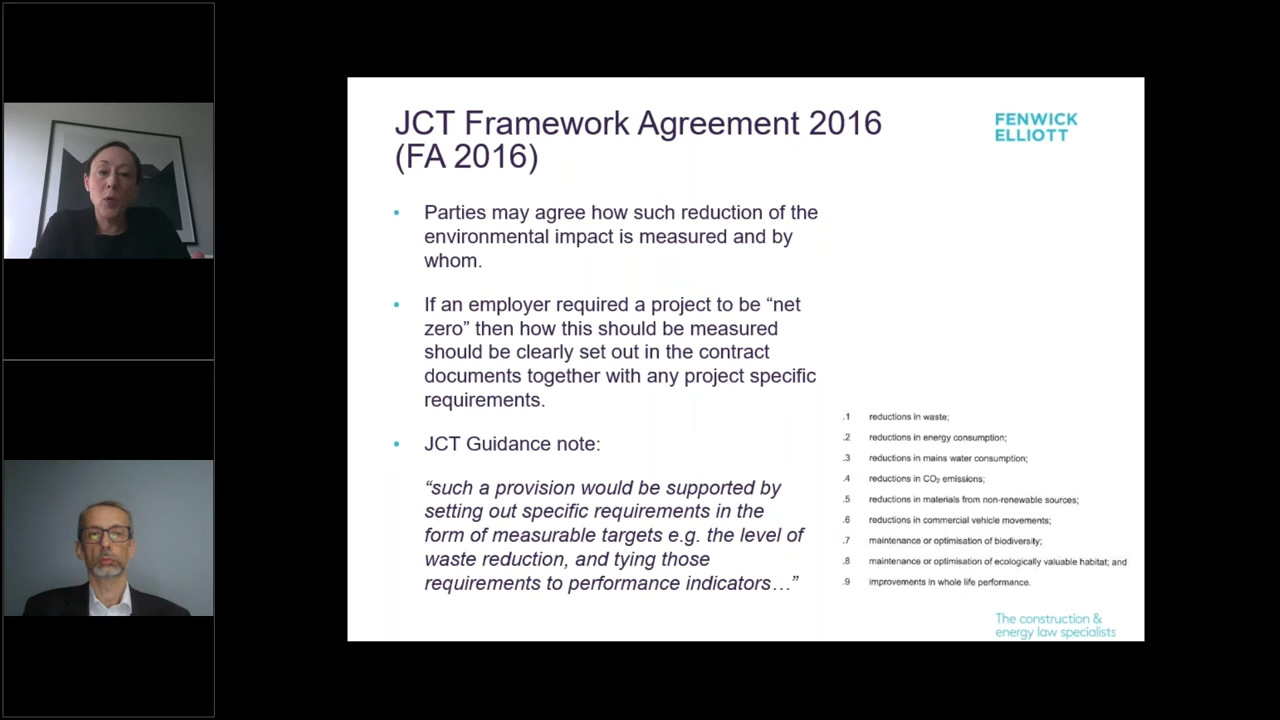 JCT Framework Agreement 2016
(FA 2016)
FENWICK
ELLIOTT
• Parties may agree how such reduction of the
environmental impact is measured and by
whom.
• If an employer required a project to be “net
zero” then how this should be measured
should be clearly set out in the contract
documents together with any project specific
requirements.
• JCT Guidance note:
“such a provision would be supported by
setting out specific requirements in the
form of measurable targets e.g. the level of
waste reduction, and tying those
requirements to performance indicators…”
.1 reductions in waste;
.2 reductions in energy consumption;
.3 reductions in mains water consumption;
.4 reductions in CO₂ emissions;
.5 reductions in materials from non-renewable sources;
.6 reductions in commercial vehicle movements;
.7 maintenance or optimisation of biodiversity;
.8 maintenance or optimisation of ecologically valuable habitat; and
.9 improvements in whole life performance.
The construction &
energy law specialists